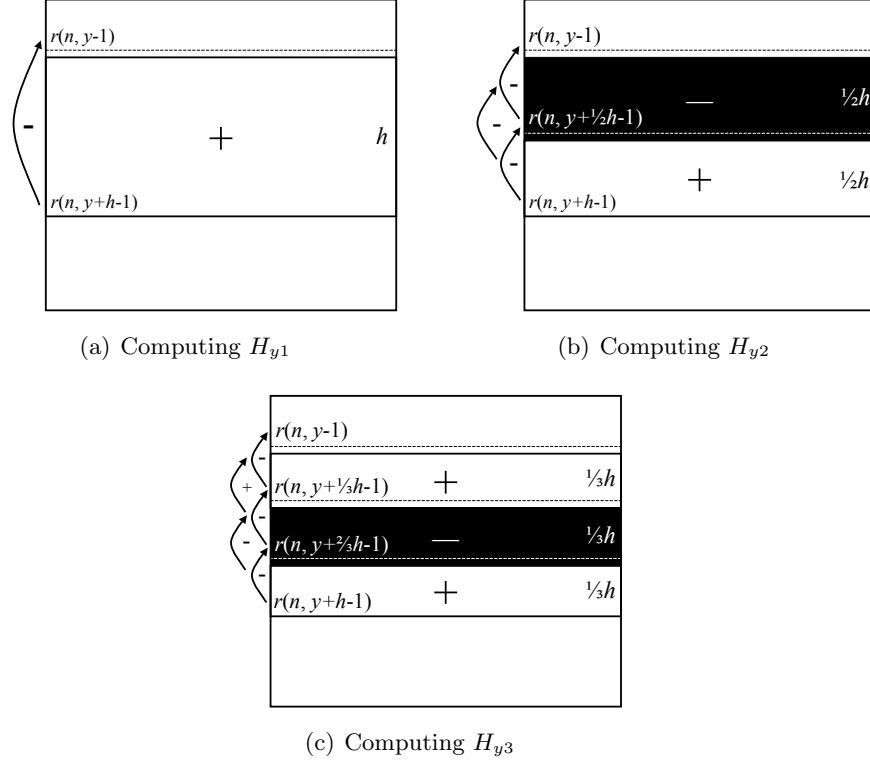 r(n, y-1)
-
+
h
r(n, y+h-1)
(a) Computing H_{y1}
r(n, y-1)
-
—
½h
-
r(n, y+½h-1)
-
+
½h
r(n, y+h-1)
(b) Computing H_{y2}
r(n, y-1)
-
+
+
⅓h
r(n, y+⅓h-1)
-
-
—
⅓h
r(n, y+⅔h-1)
-
+
⅓h
r(n, y+h-1)
(c) Computing H_{y3}